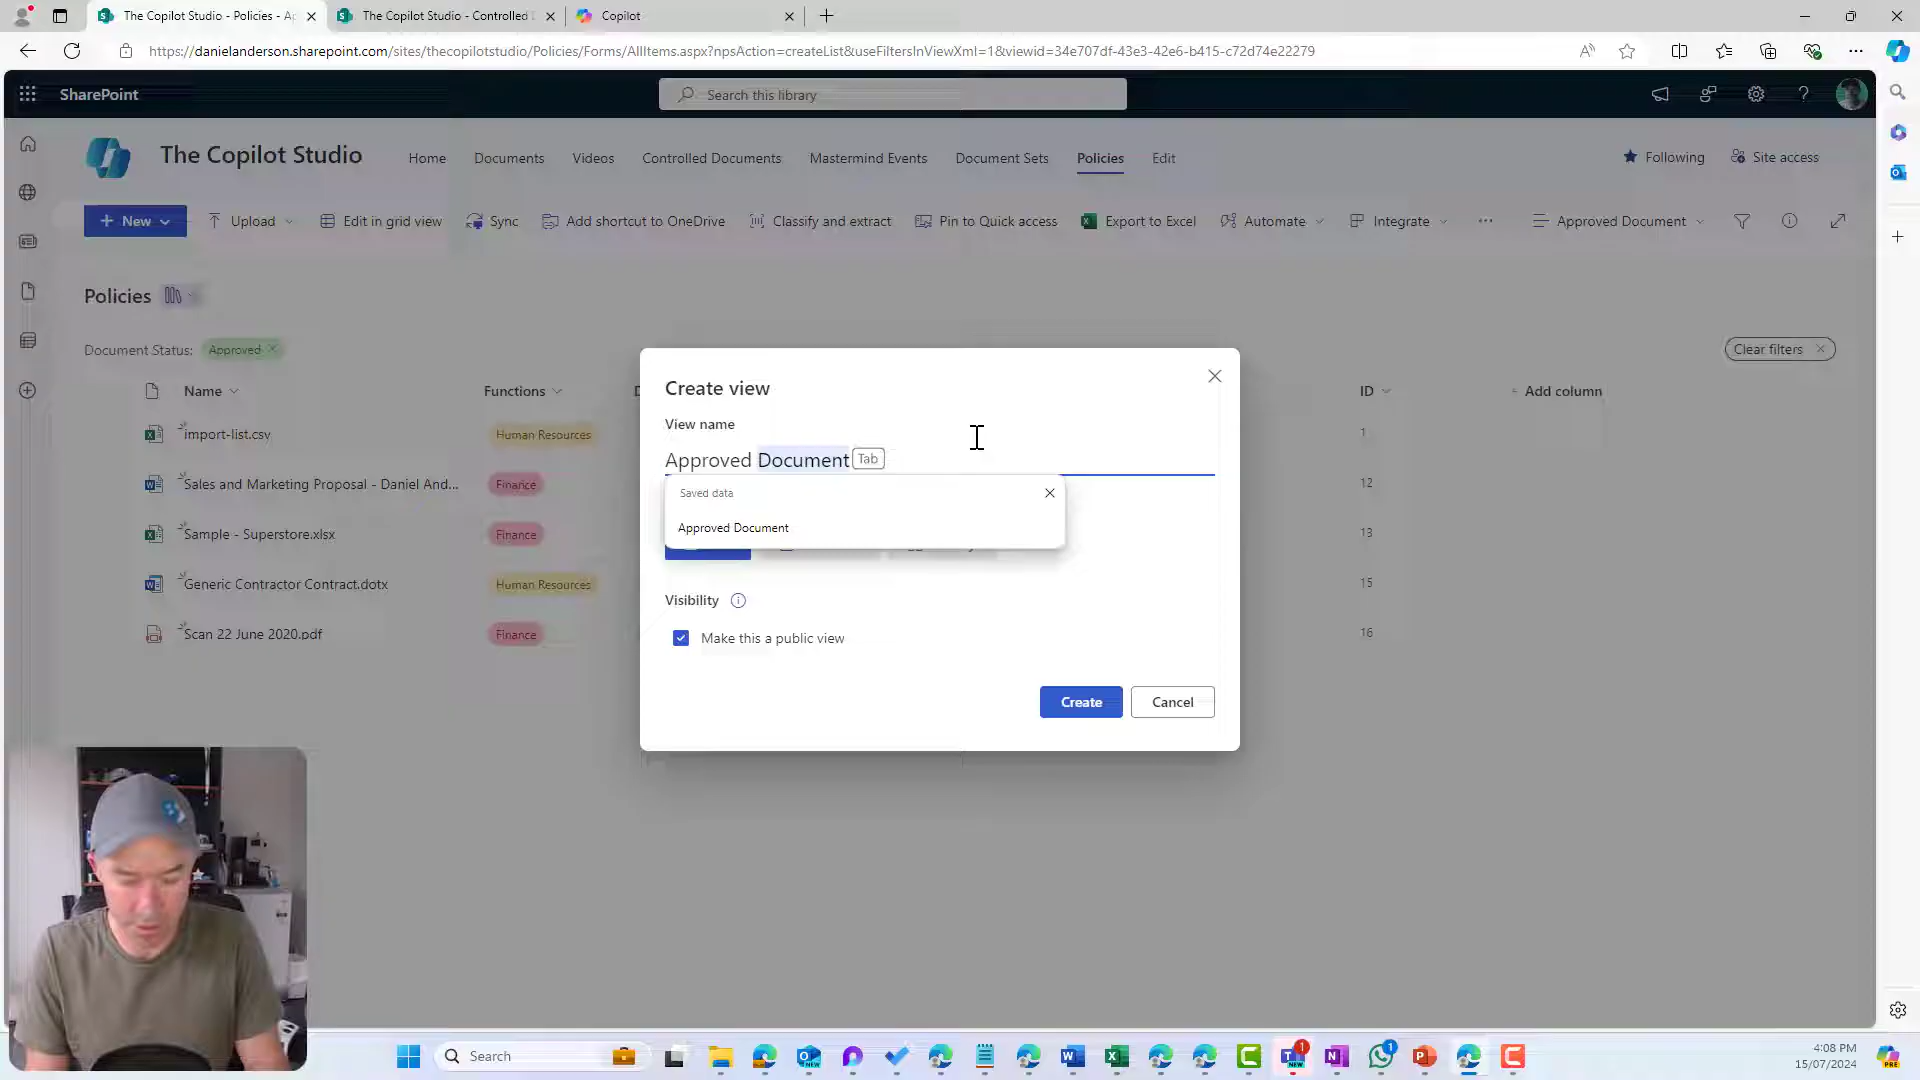 The Copilot Studio - Policies - A
The Copilot Studio - Controlled
Copilot
https://danielanderson.sharepoint.com/sites/thecopilotstudio/Policies/Forms/AllItems.aspx?npsAction=createList&useFiltersInViewXml=1&viewid=34e707df-43e3-42e6-b415-c72d74e22279
SharePoint
Search this library
The Copilot Studio
Home
Documents
Videos
Controlled Documents
Mastermind Events
Document Sets
Policies
Edit
Following
Site access
New
Upload
Edit in grid view
Sync
Add shortcut to OneDrive
Classify and extract
Pin to Quick access
Export to Excel
Automate
Integrate
Approved Document
Policies
Document Status:
Approved
Clear filters
Name
Functions
ID
Add column
import-list.csv
Human Resources
1
Sales and Marketing Proposal - Daniel And...
Finance
12
Sample - Superstore.xlsx
Finance
13
Generic Contractor Contract.dotx
Human Resources
15
Scan 22 June 2020.pdf
Finance
16
Create view
View name
Approved Document
Tab
Saved data
Approved Document
Visibility
Make this a public view
Create
Cancel
Search
4:08 PM
15/07/2024